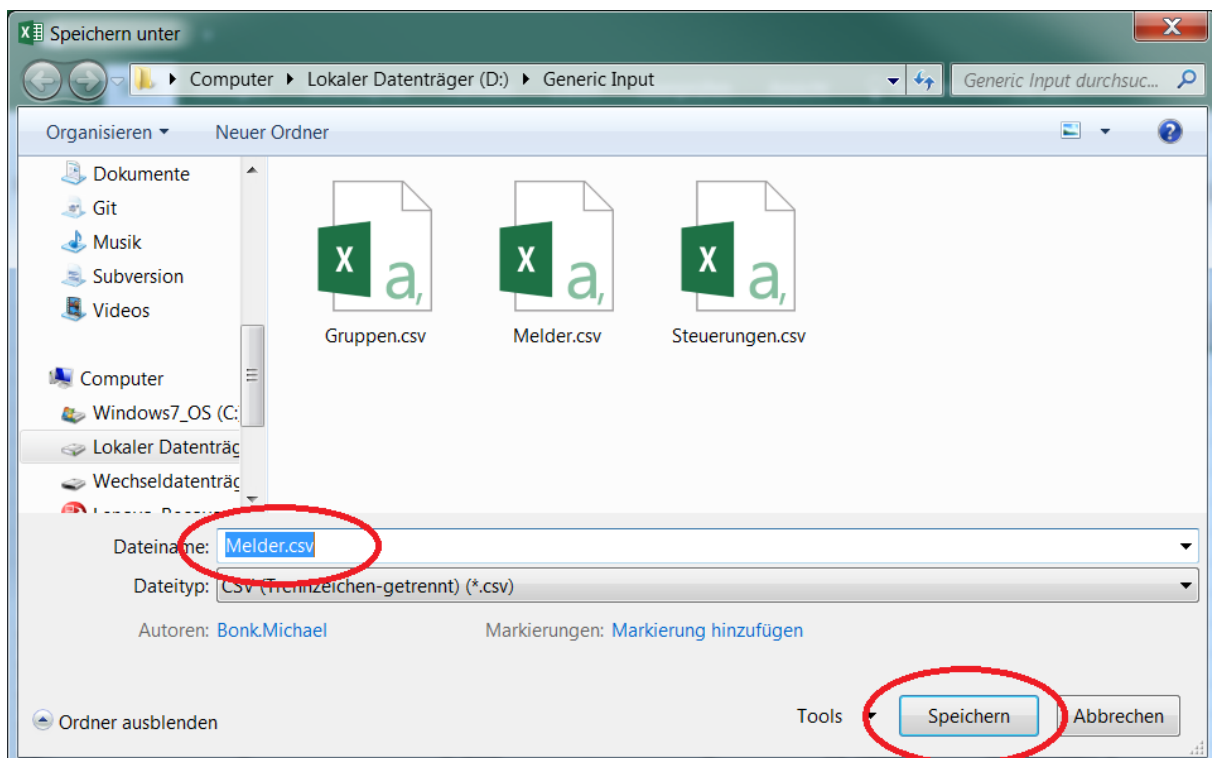 Speichern unter
Computer Lokaler Datenträger (D:) Generic Input
Generic Input durchsuc...
Organisieren Neuer Ordner
Dokumente
Git
Musik
Subversion
Videos
Computer
Windows7_OS (C:
Lokaler Datenträg
Wechseldatenträg
Gruppen.csv
Melder.csv
Steuerungen.csv
Dateiname: Melder.csv
Dateityp: CSV (Trennzeichen-getrennt) (*.csv)
Autoren: Bonk.Michael Markierungen: Markierung hinzufügen
Ordner ausblenden
Tools Speichern Abbrechen